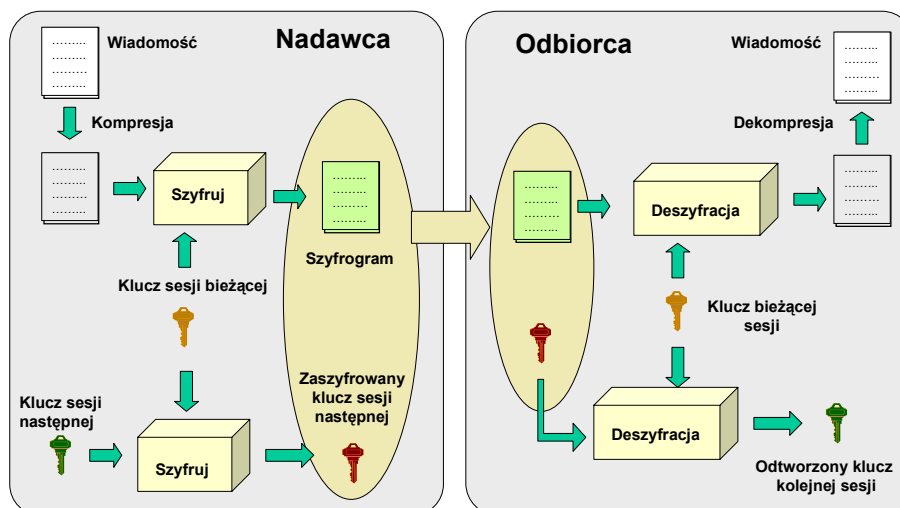 Nadawca
Wiadomość
Kompresja
Szyfruj
Szyfrogram
Klucz sesji bieżącej
Zaszyfrowany
klucz sesji
następnej
Klucz sesji
następnej
Szyfruj
Odbiorca
Wiadomość
Dekompresja
Deszyfracja
Klucz bieżącej
sesji
Deszyfracja
Odtworzony klucz
kolejnej sesji